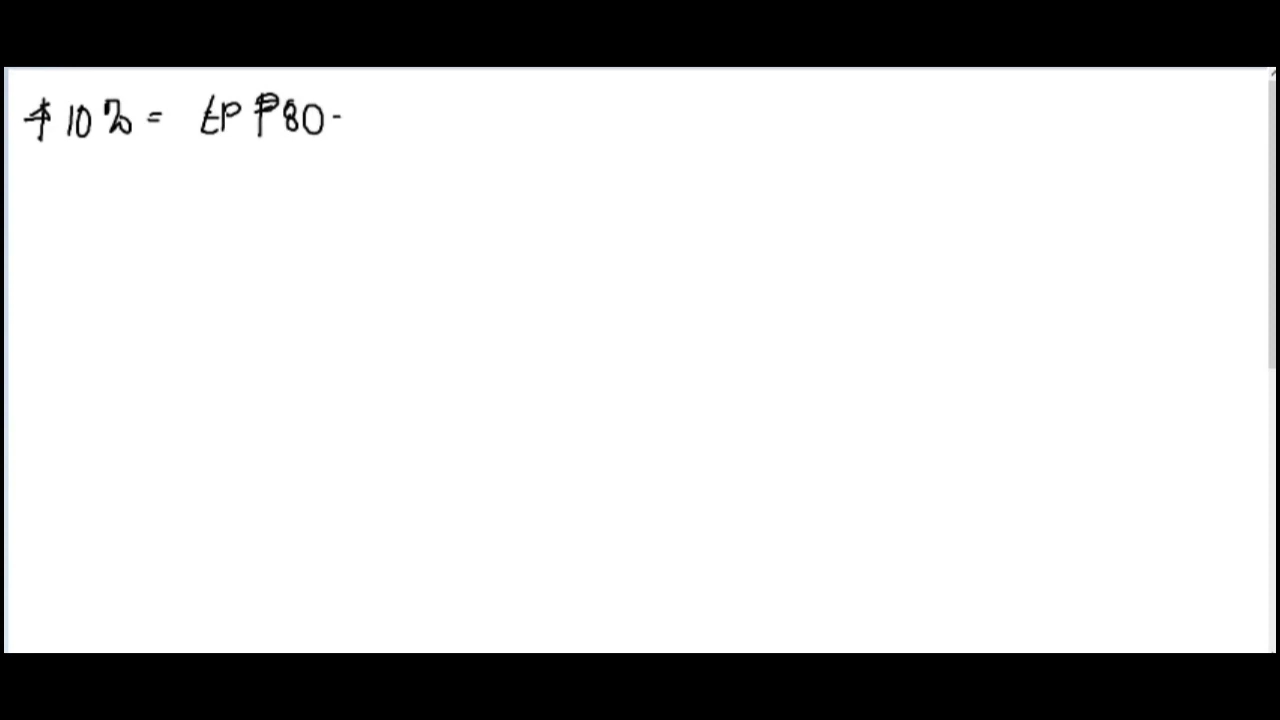 + 10% = EP ₱80 -